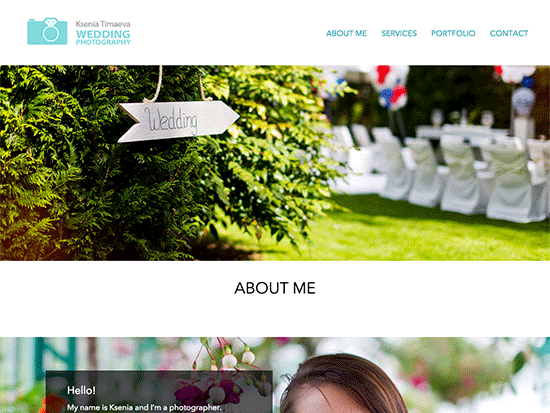 Ksenia Timaeva
WEDDING
PHOTOGRAPHY
ABOUT ME SERVICES PORTFOLIO CONTACT
Wedding
ABOUT ME
Hello!
My name is Ksenia and I'm a photographer.